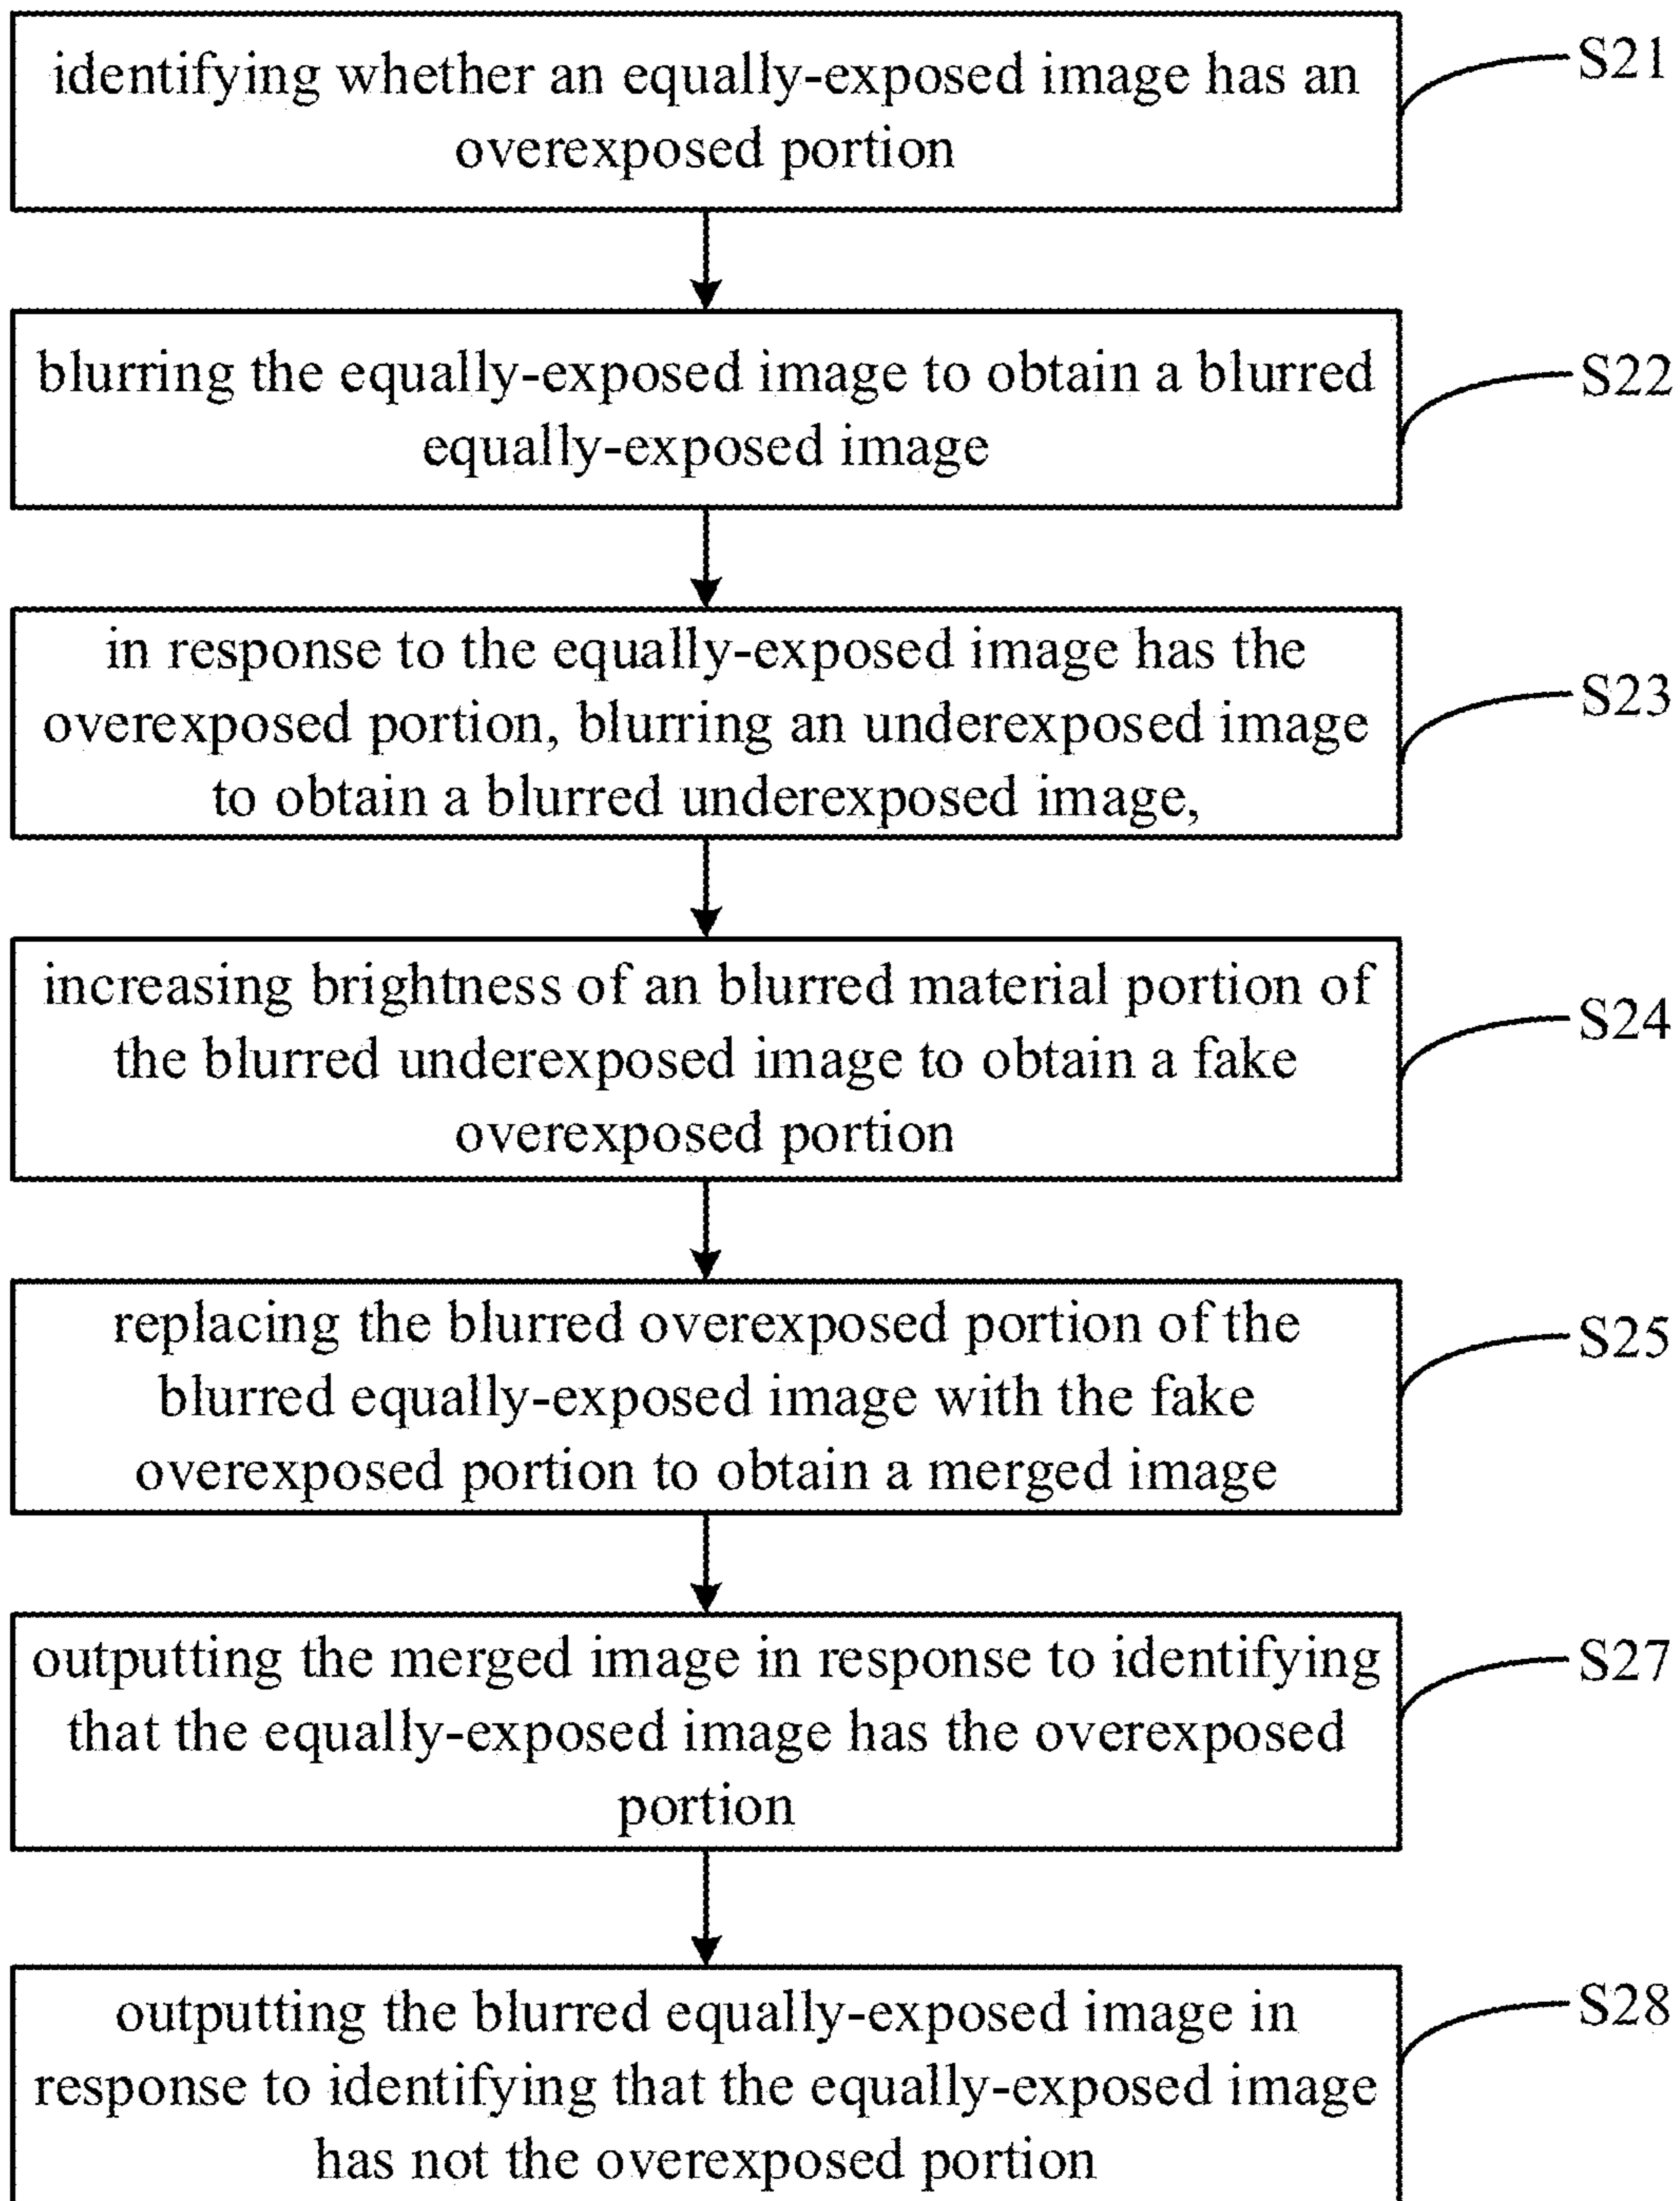 identifying whether an equally-exposed image has an
overexposed portion
S21
blurring the equally-exposed image to obtain a blurred
equally-exposed image
S22
in response to the equally-exposed image has the
overexposed portion, blurring an underexposed image
to obtain a blurred underexposed image,
S23
increasing brightness of an blurred material portion of
the blurred underexposed image to obtain a fake
overexposed portion
S24
replacing the blurred overexposed portion of the
blurred equally-exposed image with the fake
overexposed portion to obtain a merged image
S25
outputting the merged image in response to identifying
that the equally-exposed image has the overexposed
portion
S27
outputting the blurred equally-exposed image in
response to identifying that the equally-exposed image
has not the overexposed portion
S28